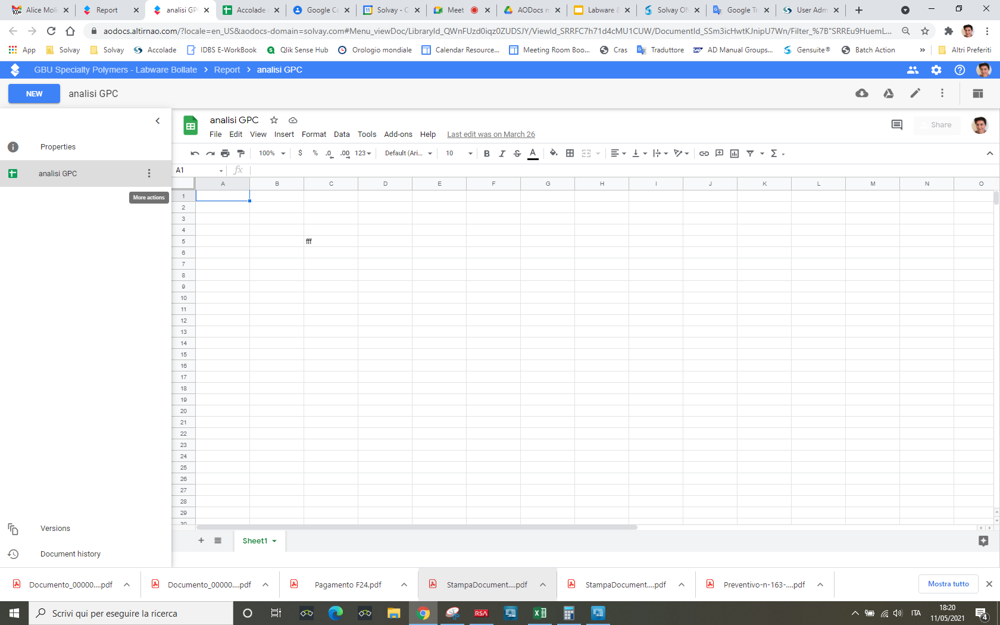 100+ Alice Moli
Report
analisi GP
Accolade
Google Co
Solvay - C
Meet
AODocs m
Labware &
Solvay ON
Google Tr
User Adm
aodocs.altirnao.com/?locale=en_US&aodocs-domain=solvay.com#Menu_viewDoc/LibraryId_QWnFUzd0iqz0ZUDSJY/ViewId_SRRFC7h71d4cMU1CUW/DocumentId_SSm3icHwtKJnipU7Wn/Filter_%7B"SRREu9HuemL...
App
Solvay
Solvay
Accolade
IDBS E-WorkBook
Qlik Sense Hub
Orologio mondiale
Calendar Resource...
Meeting Room Boo...
Cras
Traduttore
AD Manual Groups...
Gensuite®
Batch Action
»
Altri Preferiti
GBU Specialty Polymers - Labware Bollate > Report > analisi GPC
NEW
analisi GPC
Properties
analisi GPC
More actions
Versions
Document history
analisi GPC
File Edit View Insert Format Data Tools Add-ons Help Last edit was on March 26
Share
100% $ % .0 .00 123 Default (Ari... 10 B I S A Σ
A1 fx
A B C D E F G H I J K L M N O
1
2
3
4
5 fff
6
7
8
9
10
11
12
13
14
15
16
17
18
19
20
21
22
23
24
25
26
27
28
29
30
+ Sheet1
Documento_00000....pdf
Documento_00000....pdf
Pagamento F24.pdf
StampaDocument....pdf
StampaDocument....pdf
Preventivo-n-163-....pdf
Mostra tutto
Scrivi qui per eseguire la ricerca
RSA
ITA
18:20
11/05/2021
4